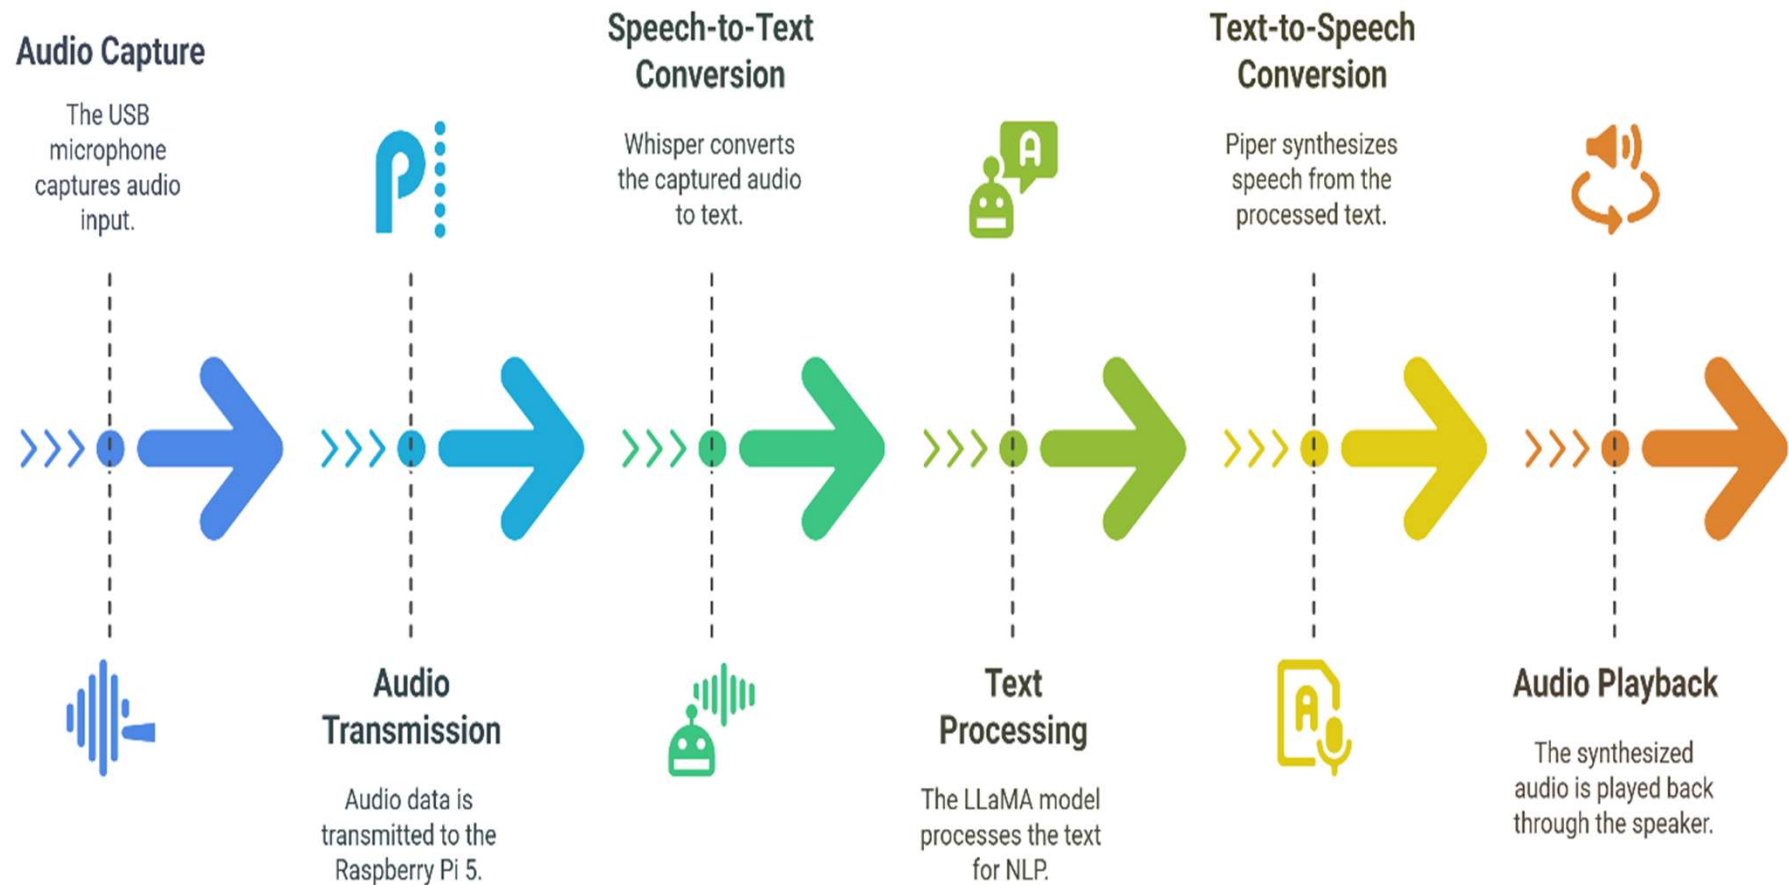 Audio Capture
The USB
microphone
captures audio
input.
Audio
Transmission
Audio data is
transmitted to the
Raspberry Pi 5.
Speech-to-Text
Conversion
Whisper converts
the captured audio
to text.
Text
Processing
The LLaMA model
processes the text
for NLP.
Text-to-Speech
Conversion
Piper synthesizes
speech from the
processed text.
Audio Playback
The synthesized
audio is played back
through the speaker.